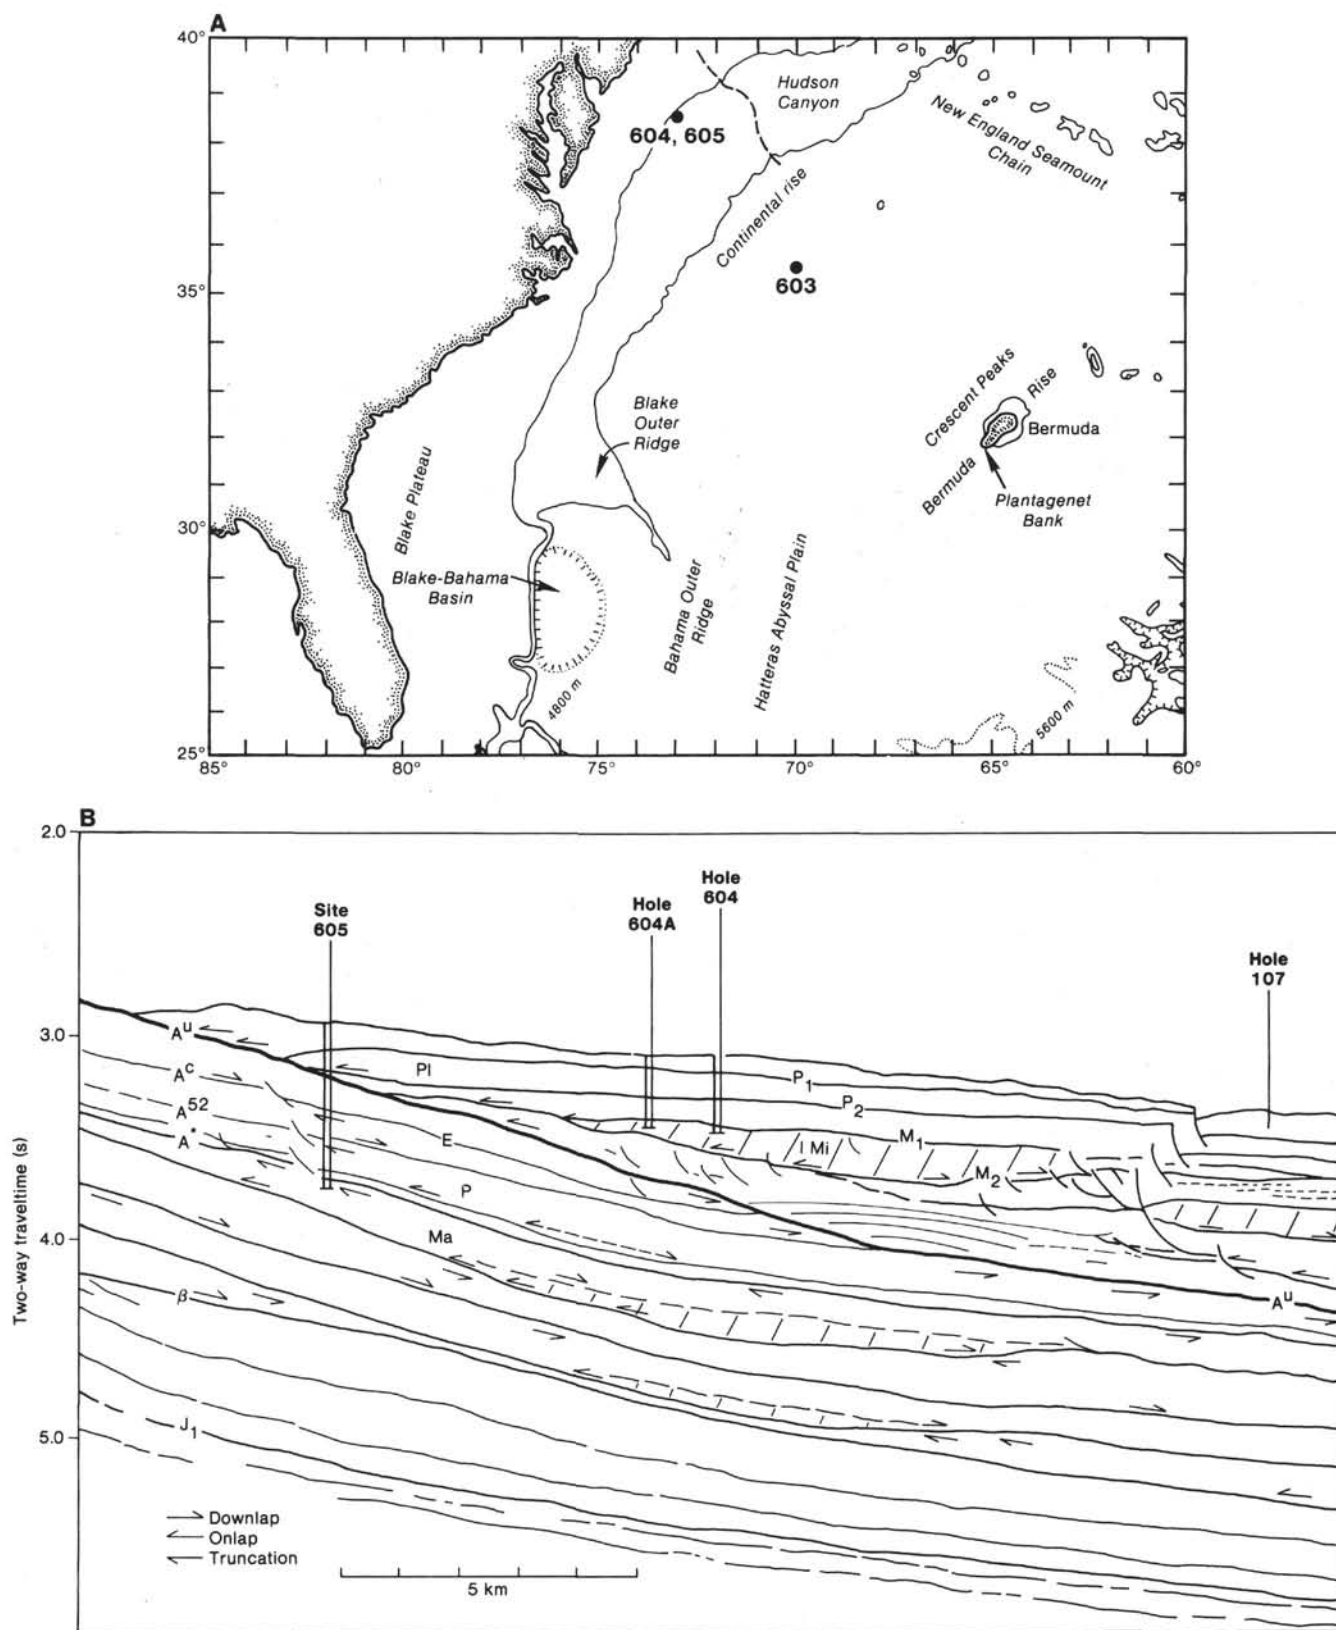 A
40°
Hudson
Canyon
604, 605
New England Seamount
Chain
Continental rise
603
35°
Crescent Peaks
Rise
Blake
Outer
Ridge
Bermuda
Blake Plateau
Bermuda
Plantagenet
Bank
30°
Blake-Bahama
Basin
Bahama Outer
Ridge
Hatteras Abyssal Plain
4800 m
5600 m
25°
85°
80°
75°
70°
65°
60°
B
2.0
Hole
604
Site
605
Hole
604A
Hole
107
3.0
Aᵁ
Aᶜ
Pl
P₁
P₂
A⁵²
A*
E
M₁
l Mi
M₂
P
4.0
Ma
β
Aᵁ
Two-way traveltime (s)
J₁
5.0
Downlap
Onlap
Truncation
5 km